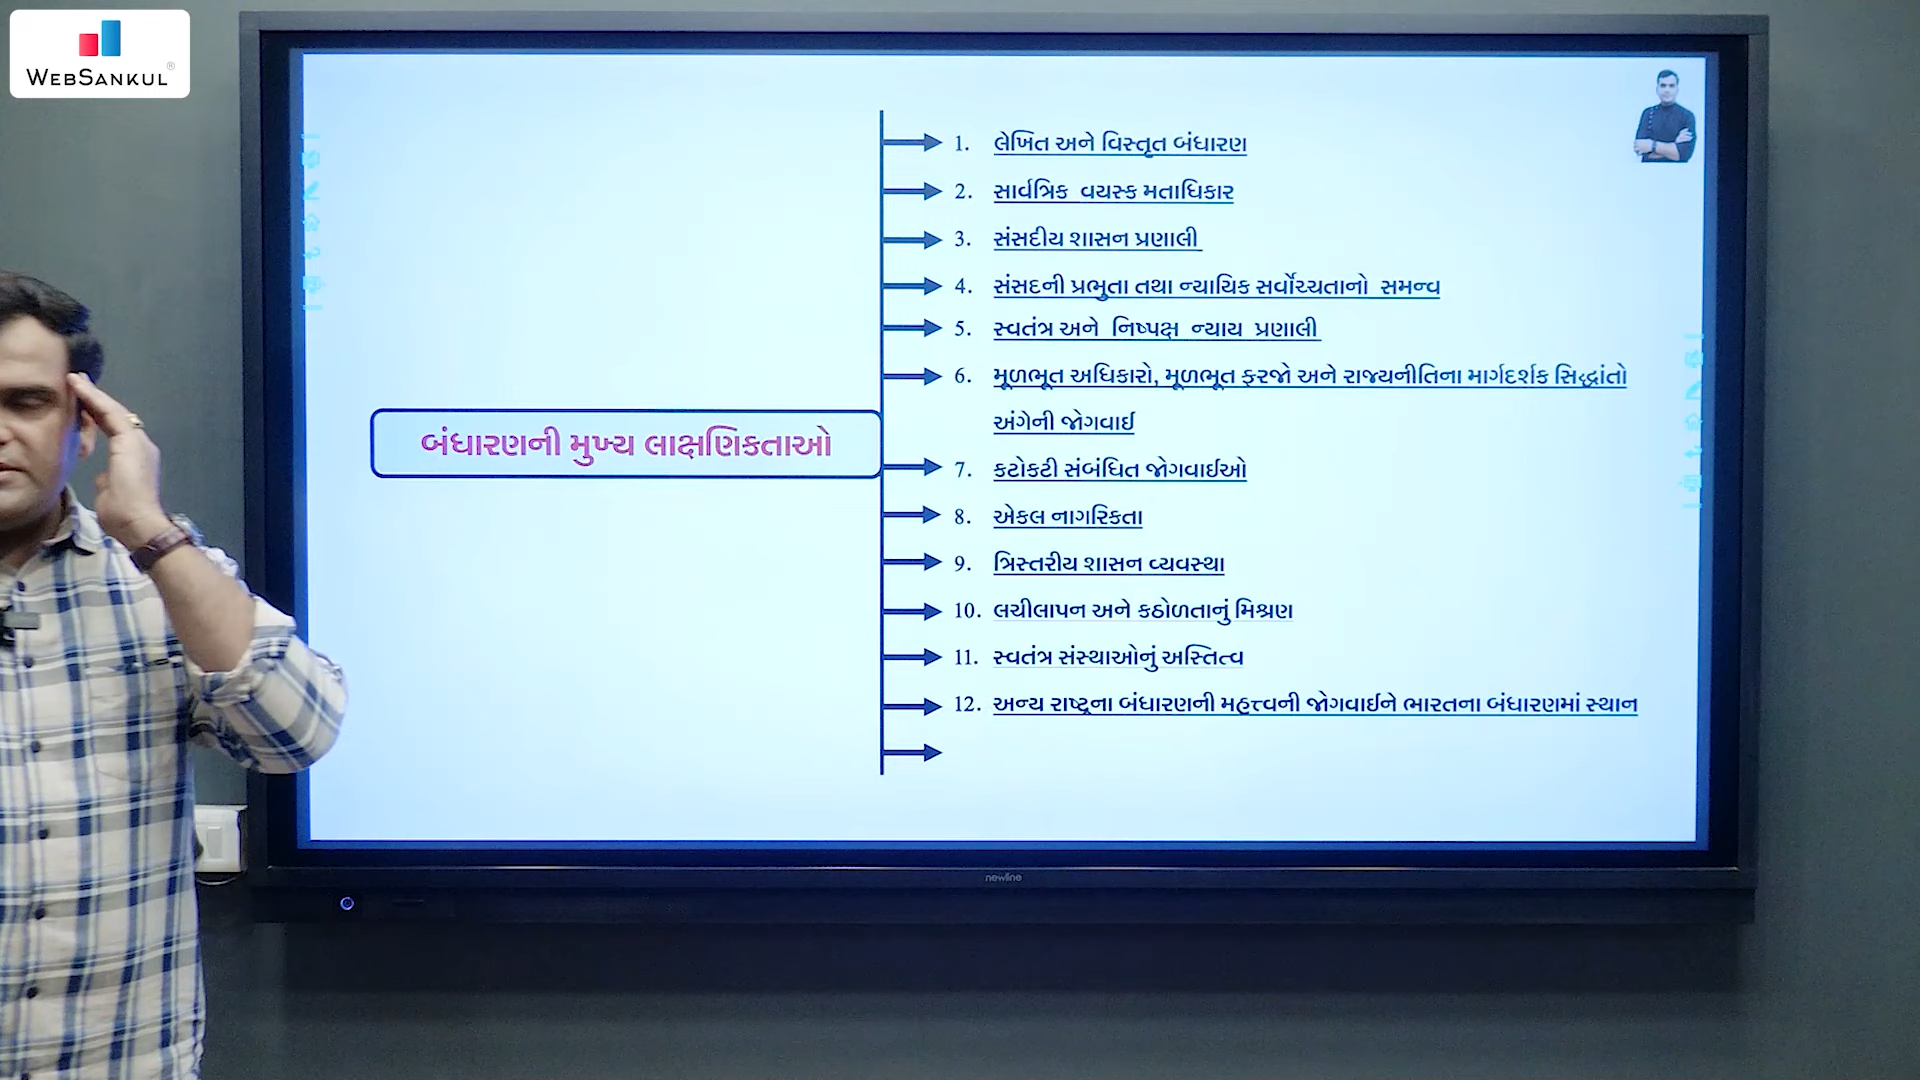 WEBSANKUL®
1. લેખિત અને વિસ્તૃત બંધારણ
2. સાર્વત્રિક વયસ્ક મતાધિકાર
3. સંસદીય શાસન પ્રણાલી
4. સંસદની પ્રભુતા તથા ન્યાયિક સર્વોચ્ચતાનો સમન્વ
5. સ્વતંત્ર અને નિષ્પક્ષ ન્યાય પ્રણાલી
6. મૂળભૂત અધિકારો, મૂળભૂત ફરજો અને રાજ્યનીતિના માર્ગદર્શક સિદ્ધાંતો
અંગેની જોગવાઈ
બંધારણની મુખ્ય લાક્ષણિકતાઓ
7. કટોકટી સંબંધિત જોગવાઈઓ
8. એકલ નાગરિકતા
9. ત્રિસ્તરીય શાસન વ્યવસ્થા
10. લચીલાપન અને કઠોળતાનું મિશ્રણ
11. સ્વતંત્ર સંસ્થાઓનું અસ્તિત્વ
12. અન્ય રાષ્ટ્રના બંધારણની મહત્ત્વની જોગવાઈને ભારતના બંધારણમાં સ્થાન
newline